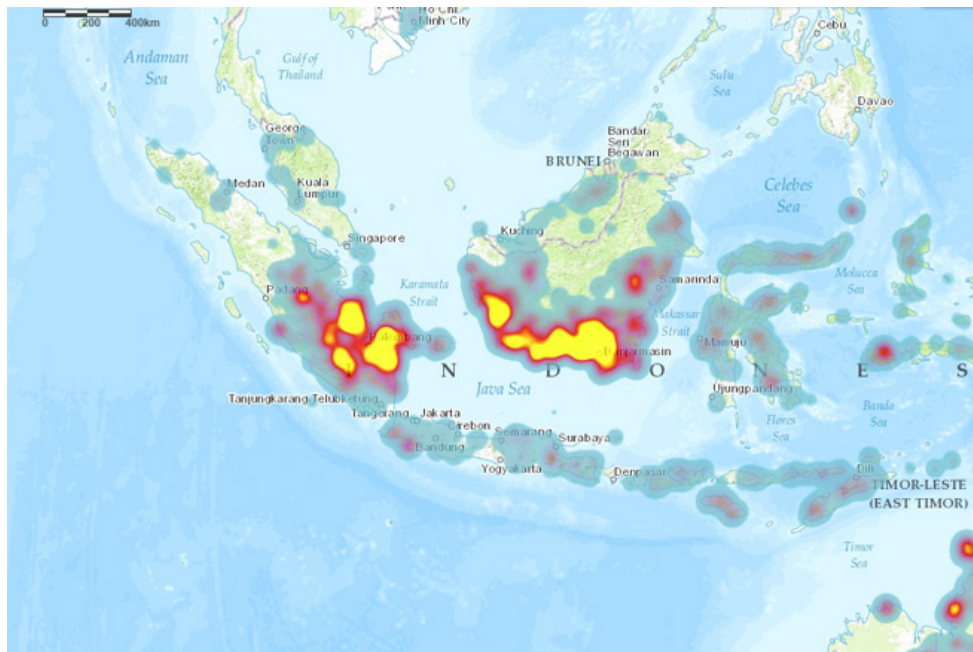 0 200 400km
Minh City
Cebu
Andaman
Sea
Gulf of
Thailand
Sulu
Sea
Davao
George
Town
Bandar
Seri
Begawan
BRUNEI
Medan
Kuala
Lumpur
Celebes
Sea
Kuching
Singapore
Karamata
Strait
Samarinda
Molucca
Sea
Padang
Makassar
Strait
Mamuju
Banjarmasin
I N D O N E S
Java Sea
Ujungpandang
Tanjungkarang-Telubketung
Tangerang
Jakarta
Cirebon
Semarang
Surabaya
Flores
Sea
Banda
Sea
Bandung
Yogyakarta
Denpasar
Dili
TIMOR-LESTE
(EAST TIMOR)
Timor
Sea